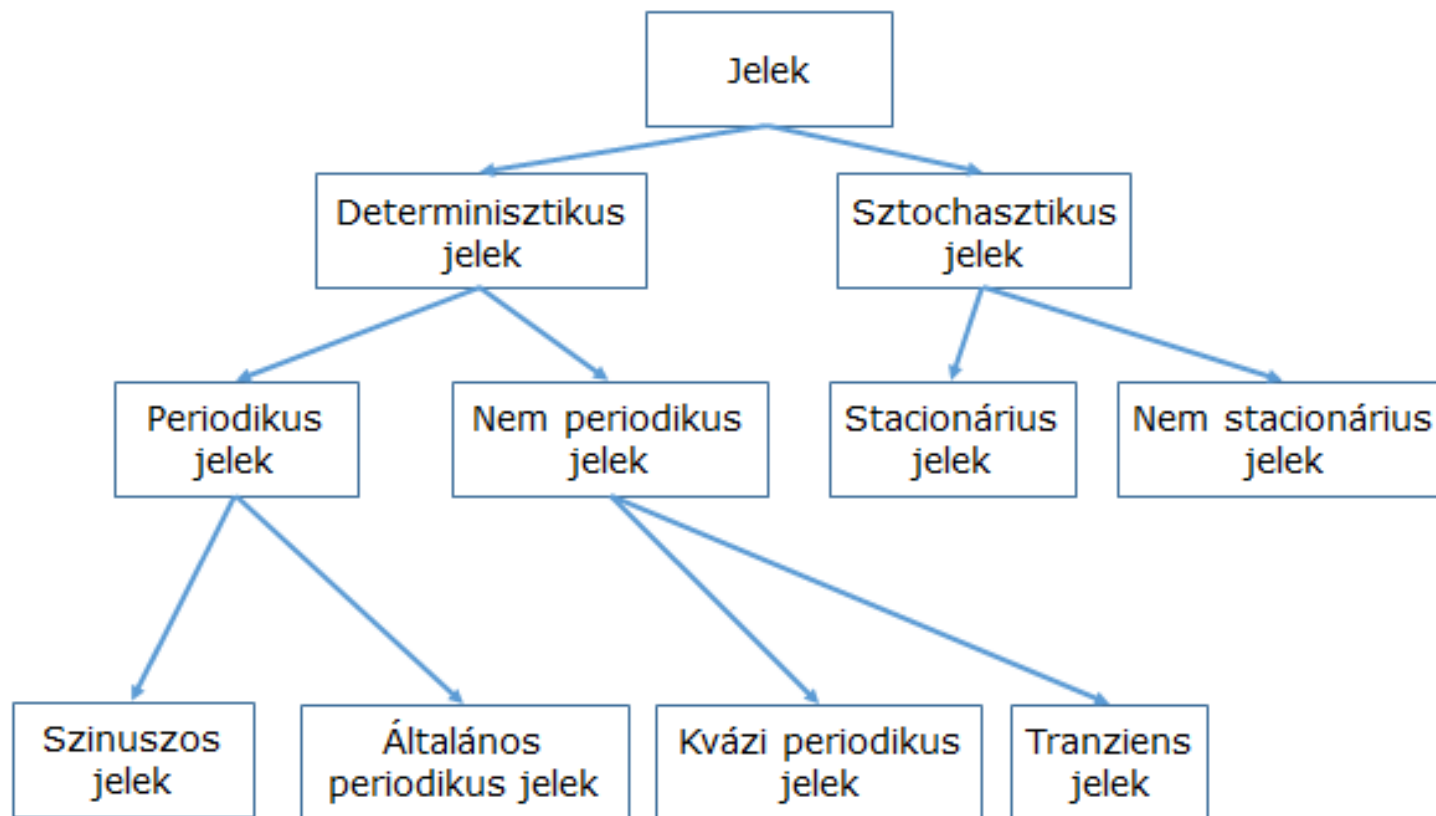 Jelek
Determinisztikus
jelek
Sztochasztikus
jelek
Periodikus
jelek
Nem periodikus
jelek
Stacionárius
jelek
Nem stacionárius
jelek
Szinuszos
jelek
Általános
periodikus jelek
Kvázi periodikus
jelek
Tranziens
jelek